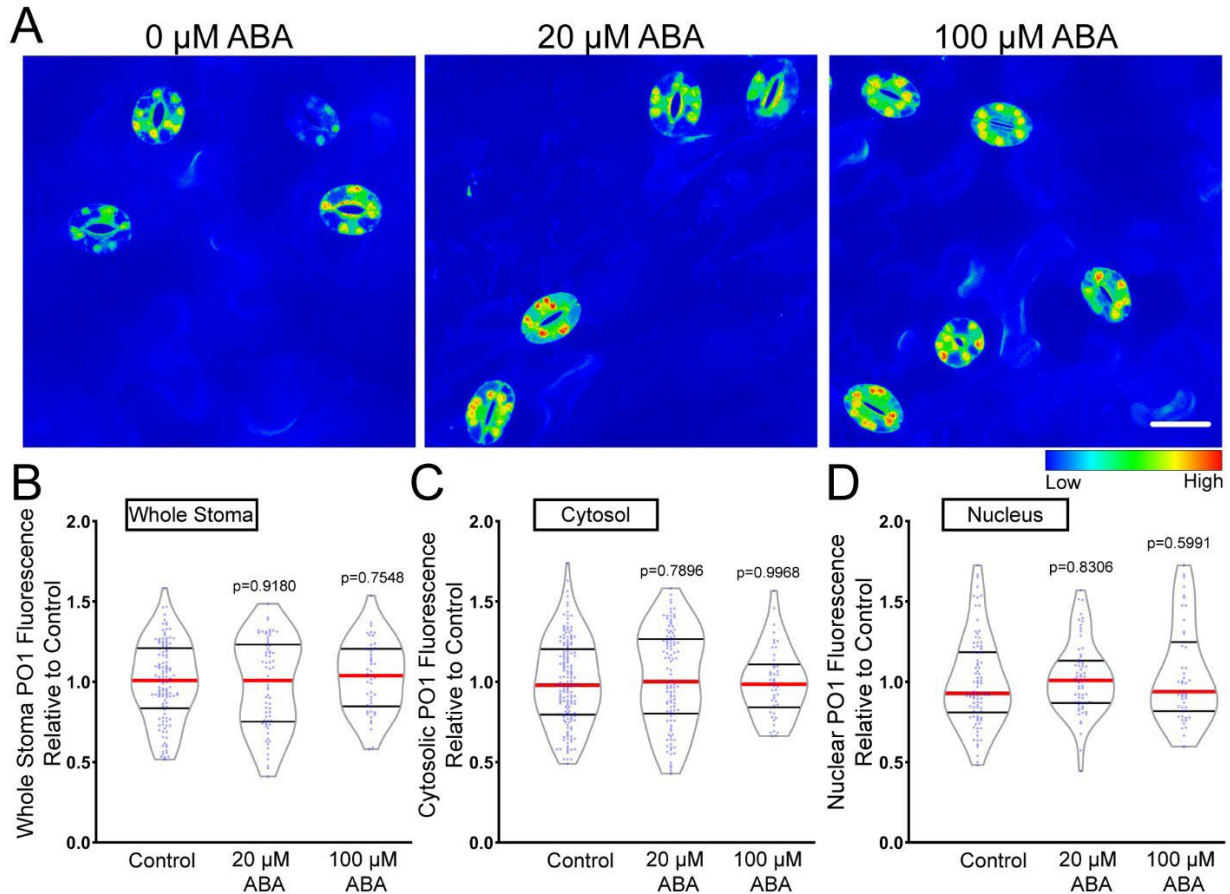 A
0 µM ABA
20 µM ABA
100 µM ABA
Low
High
B
Whole Stoma PO1 Fluorescence
Relative to Control
Whole Stoma
2.0
1.5
1.0
0.5
0.0
p=0.9180
p=0.7548
Control
20 µM
ABA
100 µM
ABA
C
Cytosolic PO1 Fluorescence
Relative to Control
Cytosol
2.0
1.5
1.0
0.5
0.0
p=0.7896
p=0.9968
Control
20 µM
ABA
100 µM
ABA
D
Nuclear PO1 Fluorescence
Relative to Control
Nucleus
2.0
1.5
1.0
0.5
0.0
p=0.8306
p=0.5991
Control
20 µM
ABA
100 µM
ABA